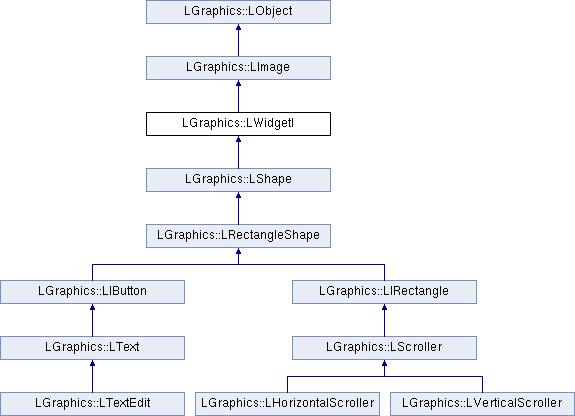 LGraphics::LObject
LGraphics::LImage
LGraphics::LWidgetI
LGraphics::LShape
LGraphics::LRectangleShape
LGraphics::LIButton
LGraphics::LIRectangle
LGraphics::LText
LGraphics::LScroller
LGraphics::LTextEdit
LGraphics::LHorizontalScroller
LGraphics::LVerticalScroller